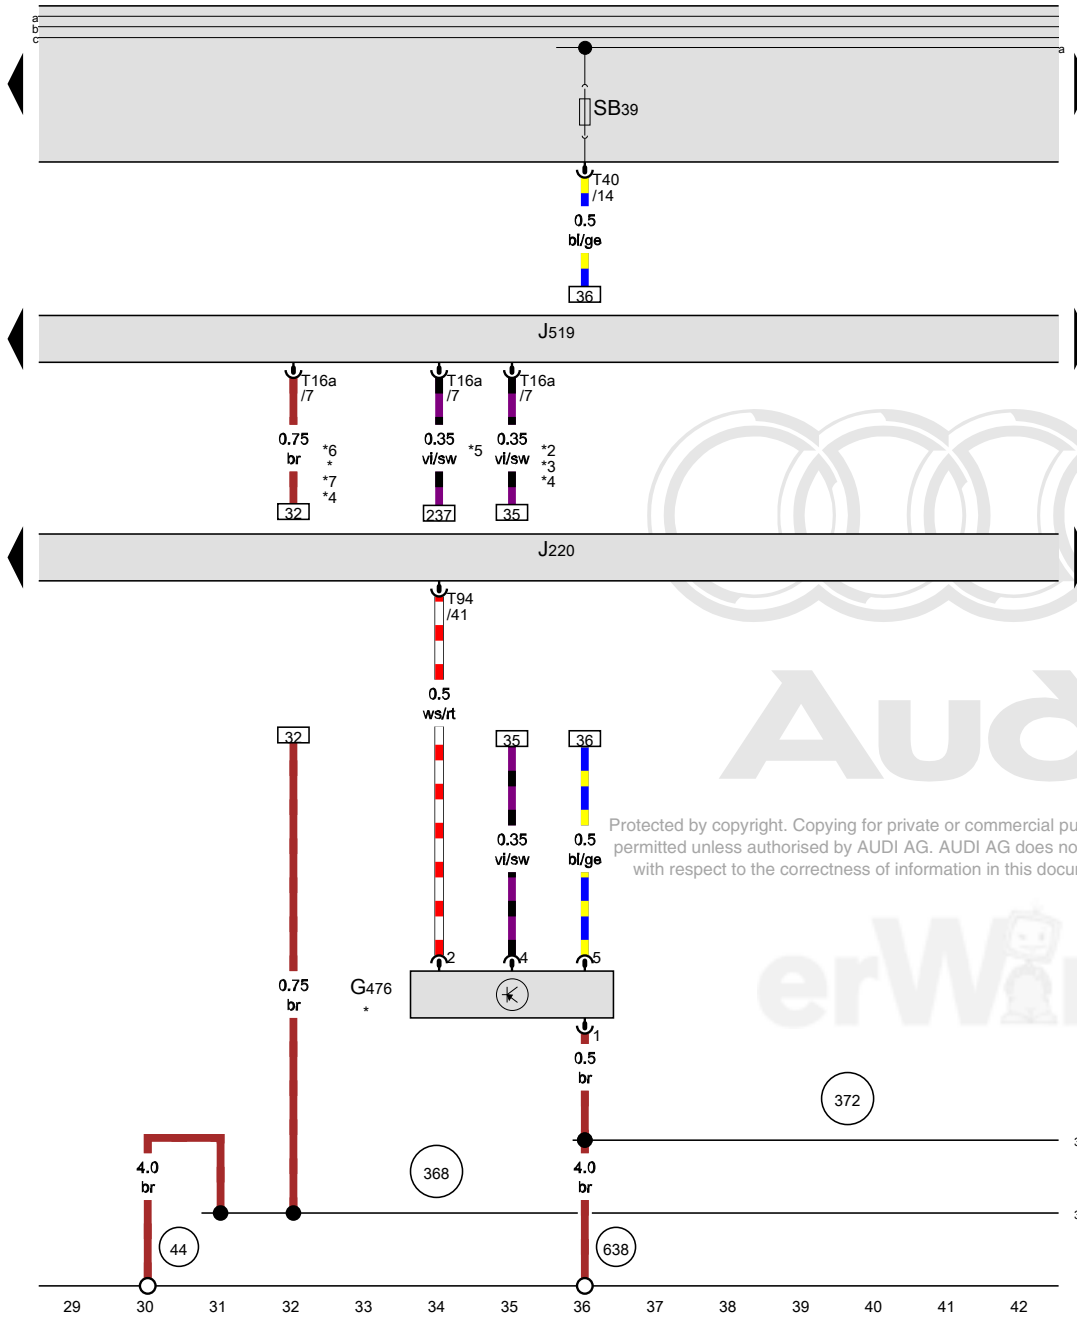 a
b
c
a
SB39
T40
/14
0.5
bl/ge
36
J519
T16a
/7
T16a
/7
T16a
/7
0.75
br
*6
*
*7
*4
0.35
vi/sw
*5
0.35
vi/sw
*2
*3
*4
32
237
35
J220
T94
/41
0.5
ws/rt
32
35
36
Aud
Protected by copyright. Copying for private or commercial pu
permitted unless authorised by AUDI AG. AUDI AG does no
with respect to the correctness of information in this docu
0.35
vi/sw
0.5
bl/ge
2
4
5
erWin
0.75
br
G476
*
1
0.5
br
372
3
4.0
br
368
4.0
br
3
44
638
29 30 31 32 33 34 35 36 37 38 39 40 41 42